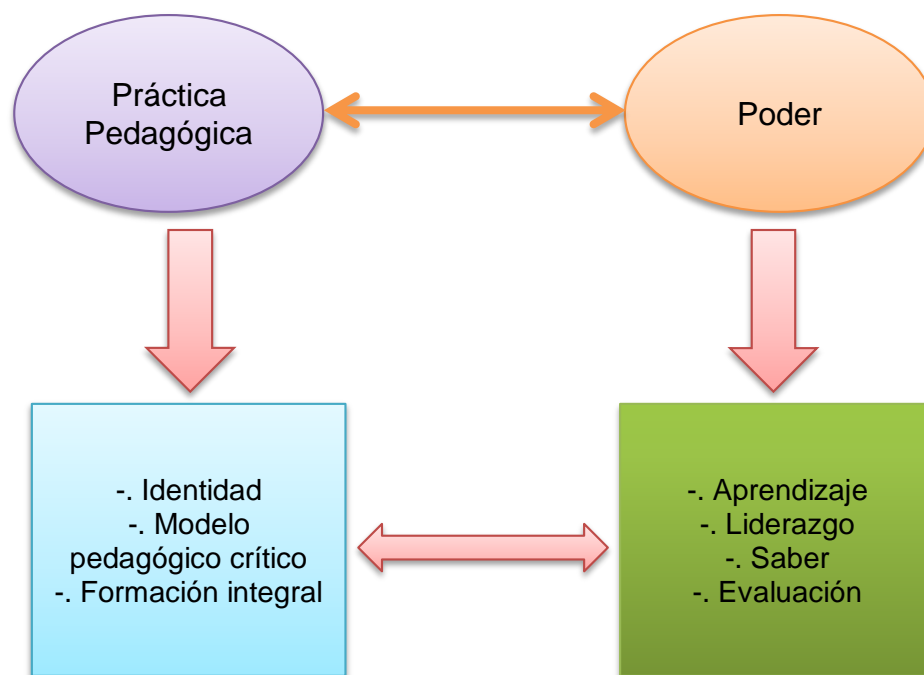 Práctica
Pedagógica
Poder
-. Identidad
-. Modelo
pedagógico crítico
-. Formación integral
-. Aprendizaje
-. Liderazgo
-. Saber
-. Evaluación